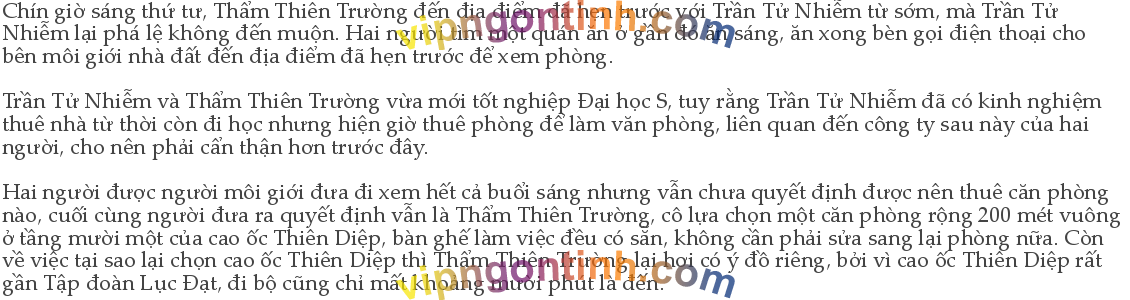 Chín giờ sáng thứ tư, Thẩm Thiên Trường đến địa điểm đã hẹn trước với Trần Tử Nhiễm từ sớm, mà Trần Tử
Nhiễm lại phá lệ không đến muộn. Hai người tìm một quán ăn ở gần đó ăn sáng, ăn xong bèn gọi điện thoại cho
bên môi giới nhà đất đến địa điểm đã hẹn trước để xem phòng.
Trần Tử Nhiễm và Thẩm Thiên Trường vừa mới tốt nghiệp Đại học S, tuy rằng Trần Tử Nhiễm đã có kinh nghiệm
thuê nhà từ thời còn đi học nhưng hiện giờ thuê phòng để làm văn phòng, liên quan đến công ty sau này của hai
người, cho nên phải cẩn thận hơn trước đây.
Hai người được người môi giới đưa đi xem hết cả buổi sáng nhưng vẫn chưa quyết định được nên thuê căn phòng
nào, cuối cùng người đưa ra quyết định vẫn là Thẩm Thiên Trường, cô lựa chọn một căn phòng rộng 200 mét vuông
ở tầng mười một của cao ốc Thiên Diệp, bàn ghế làm việc đều có sẵn, không cần phải sửa sang lại phòng nữa. Còn
về việc tại sao lại chọn cao ốc Thiên Diệp thì Thẩm Thiên Trường lại hơi có ý đồ riêng, bởi vì cao ốc Thiên Diệp rất
gần Tập đoàn Lục Đạt, đi bộ cũng chỉ mất khoảng mười phút là đến.
vipngontinh.com
vipngontinh.com